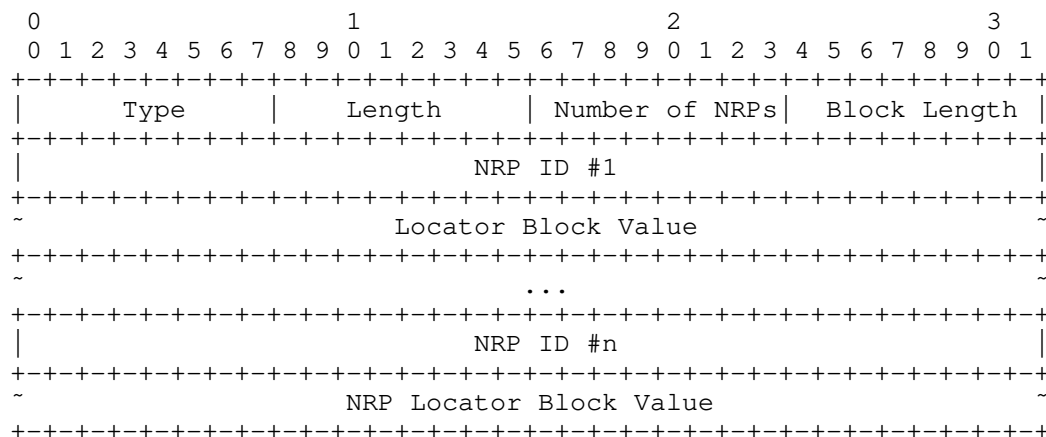 0                   1                   2                   3
 0 1 2 3 4 5 6 7 8 9 0 1 2 3 4 5 6 7 8 9 0 1 2 3 4 5 6 7 8 9 0 1
+-+-+-+-+-+-+-+-+-+-+-+-+-+-+-+-+-+-+-+-+-+-+-+-+-+-+-+-+-+-+-+-+
|      Type     |    Length     | Number of NRPs|  Block Length |
+-+-+-+-+-+-+-+-+-+-+-+-+-+-+-+-+-+-+-+-+-+-+-+-+-+-+-+-+-+-+-+-+
|                            NRP ID #1                          |
+-+-+-+-+-+-+-+-+-+-+-+-+-+-+-+-+-+-+-+-+-+-+-+-+-+-+-+-+-+-+-+-+
~                       Locator Block Value                     ~
+-+-+-+-+-+-+-+-+-+-+-+-+-+-+-+-+-+-+-+-+-+-+-+-+-+-+-+-+-+-+-+-+
~                               ...                             ~
+-+-+-+-+-+-+-+-+-+-+-+-+-+-+-+-+-+-+-+-+-+-+-+-+-+-+-+-+-+-+-+-+
|                            NRP ID #n                          |
+-+-+-+-+-+-+-+-+-+-+-+-+-+-+-+-+-+-+-+-+-+-+-+-+-+-+-+-+-+-+-+-+
~                    NRP Locator Block Value                    ~
+-+-+-+-+-+-+-+-+-+-+-+-+-+-+-+-+-+-+-+-+-+-+-+-+-+-+-+-+-+-+-+-+